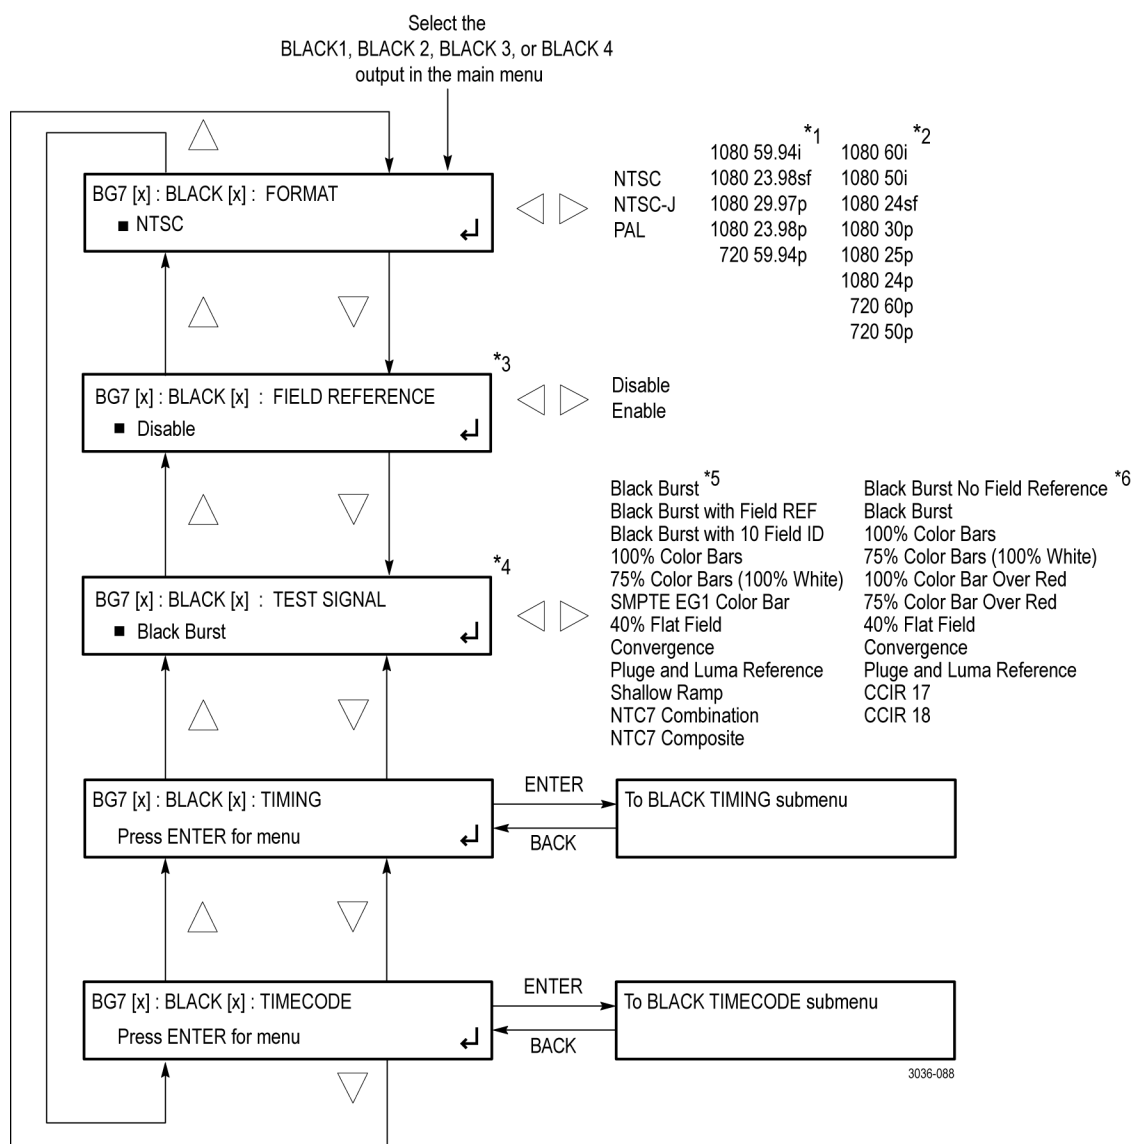 Select the
BLACK1, BLACK 2, BLACK 3, or BLACK 4
output in the main menu
BG7 [x] : BLACK [x] : FORMAT
■ NTSC
NTSC
NTSC-J
PAL
*1
1080 59.94i
1080 23.98sf
1080 29.97p
1080 23.98p
720 59.94p
*2
1080 60i
1080 50i
1080 24sf
1080 30p
1080 25p
1080 24p
720 60p
720 50p
*3
BG7 [x] : BLACK [x] : FIELD REFERENCE
■ Disable
Disable
Enable
*4
BG7 [x] : BLACK [x] : TEST SIGNAL
■ Black Burst
Black Burst *5
Black Burst with Field REF
Black Burst with 10 Field ID
100% Color Bars
75% Color Bars (100% White)
SMPTE EG1 Color Bar
40% Flat Field
Convergence
Pluge and Luma Reference
Shallow Ramp
NTC7 Combination
NTC7 Composite
Black Burst No Field Reference *6
Black Burst
100% Color Bars
75% Color Bars (100% White)
100% Color Bar Over Red
75% Color Bar Over Red
40% Flat Field
Convergence
Pluge and Luma Reference
CCIR 17
CCIR 18
BG7 [x] : BLACK [x] : TIMING
Press ENTER for menu
ENTER
BACK
To BLACK TIMING submenu
BG7 [x] : BLACK [x] : TIMECODE
Press ENTER for menu
ENTER
BACK
To BLACK TIMECODE submenu
3036-088